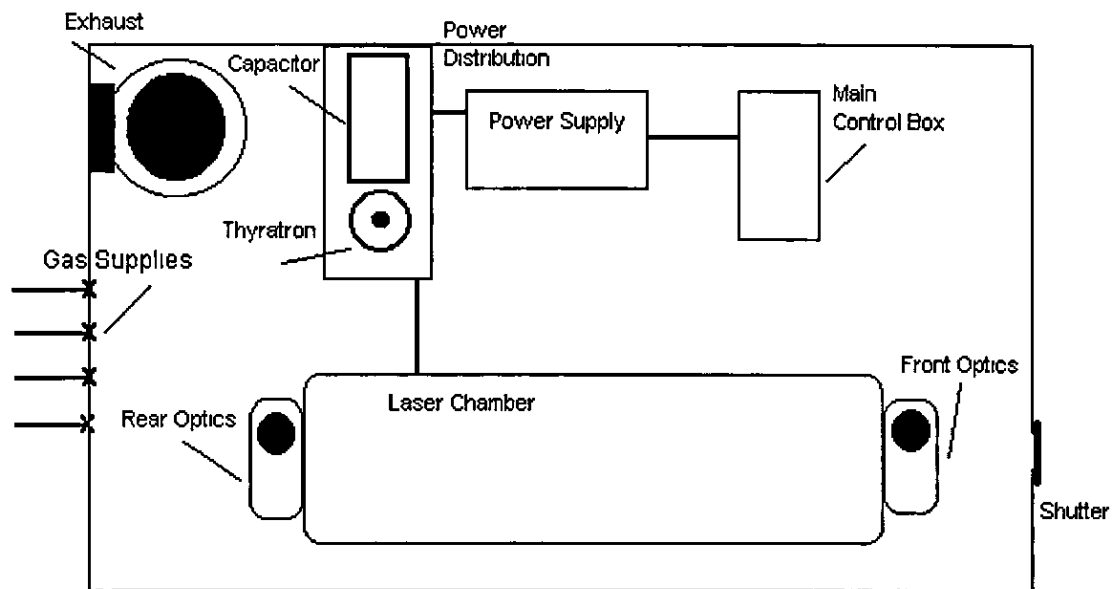 Exhaust
Power
Distribution
Capacitor
Power Supply
Main
Control Box
Thyratron
Gas Supplies
Front Optics
Laser Chamber
Rear Optics
Shutter